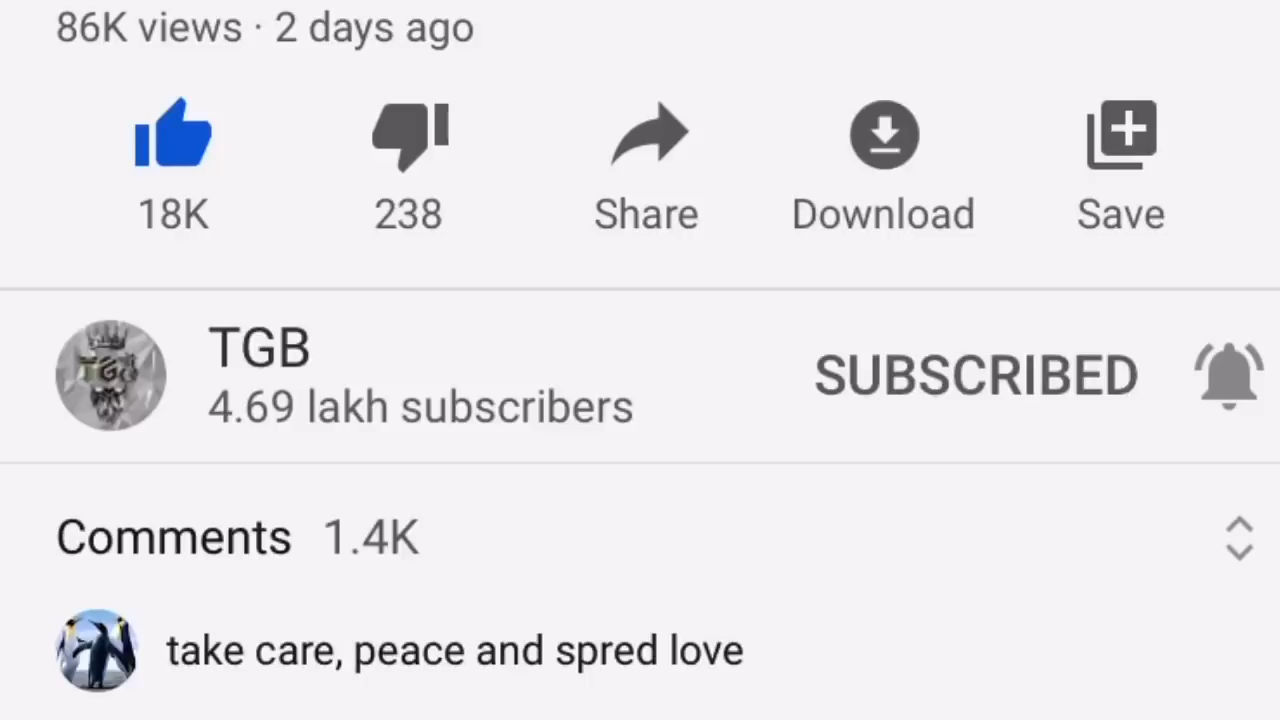 86K views · 2 days ago
18K 238 Share Download Save
TGB
4.69 lakh subscribers
SUBSCRIBED
Comments 1.4K
take care, peace and spred love